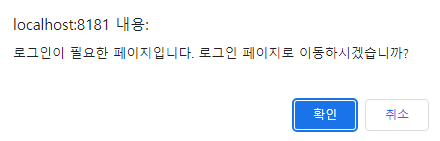 localhost:8181 내용:
로그인이 필요한 페이지입니다. 로그인 페이지로 이동하시겠습니까?
확인 취소